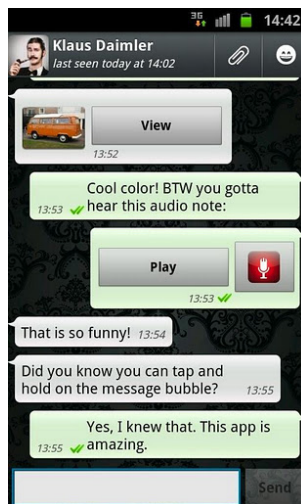 3G
14:42
Klaus Daimler
last seen today at 14:02
View
13:52
Cool color! BTW you gotta
13:53 hear this audio note:
Play
13:53
That is so funny! 13:54
Did you know you can tap and
hold on the message bubble? 13:55
Yes, I knew that. This app is
13:55 amazing.
Send